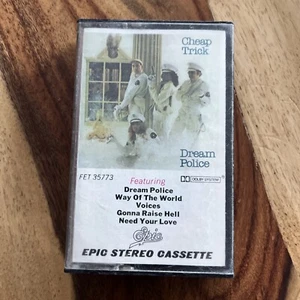 Cheap
Trick
Dream
Police
FET 35773
Featuring
DOLBY SYSTEM
Dream Police
Way Of The World
Voices
Gonna Raise Hell
Need Your Love
Epic
EPIC STEREO CASSETTE